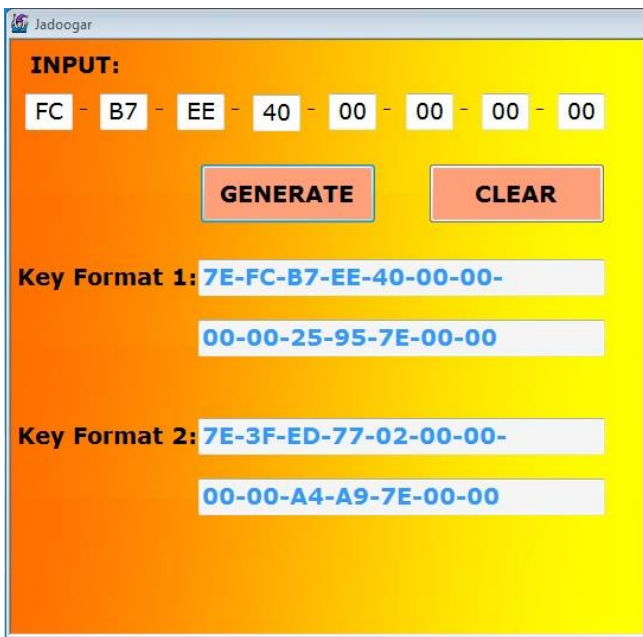 Jadoogar
INPUT:
FC - B7 - EE - 40 - 00 - 00 - 00 - 00
GENERATE CLEAR
Key Format 1: 7E-FC-B7-EE-40-00-00-
00-00-25-95-7E-00-00
Key Format 2: 7E-3F-ED-77-02-00-00-
00-00-A4-A9-7E-00-00